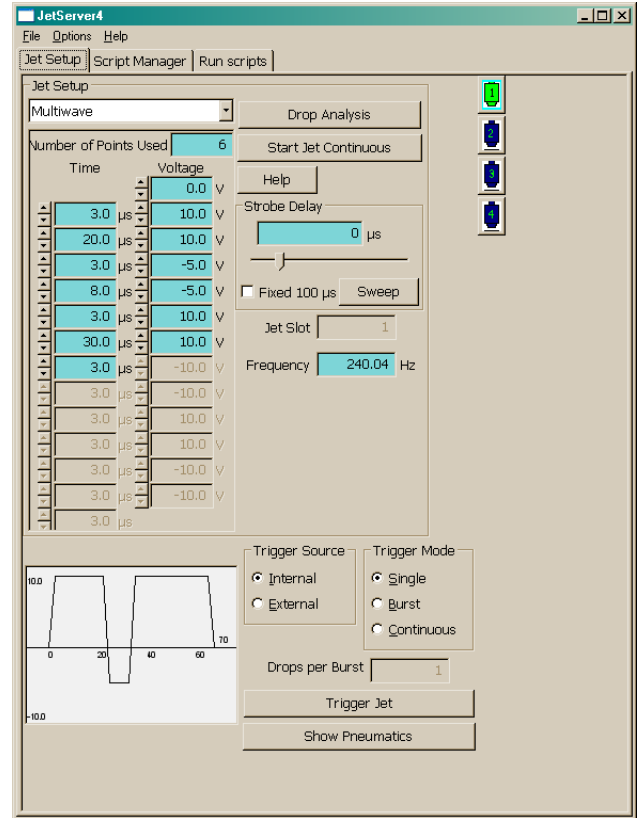 JetServer4
File Options Help
Jet Setup Script Manager Run scripts
Jet Setup
Multiwave
Drop Analysis
Number of Points Used 6
Start Jet Continuous
Time Voltage
Help
0.0 V
Strobe Delay
3.0 µs 10.0 V
0 µs
20.0 µs 10.0 V
3.0 µs -5.0 V
8.0 µs -5.0 V
Fixed 100 µs Sweep
3.0 µs 10.0 V
Jet Slot 1
30.0 µs 10.0 V
Frequency 240.04 Hz
3.0 µs -10.0 V
3.0 µs -10.0 V
3.0 µs 10.0 V
3.0 µs 10.0 V
3.0 µs -10.0 V
3.0 µs -10.0 V
3.0 µs
1
2
3
4
Trigger Source
Internal
External
Trigger Mode
Single
Burst
Continuous
10.0
70
0 20 40 60
-10.0
Drops per Burst 1
Trigger Jet
Show Pneumatics